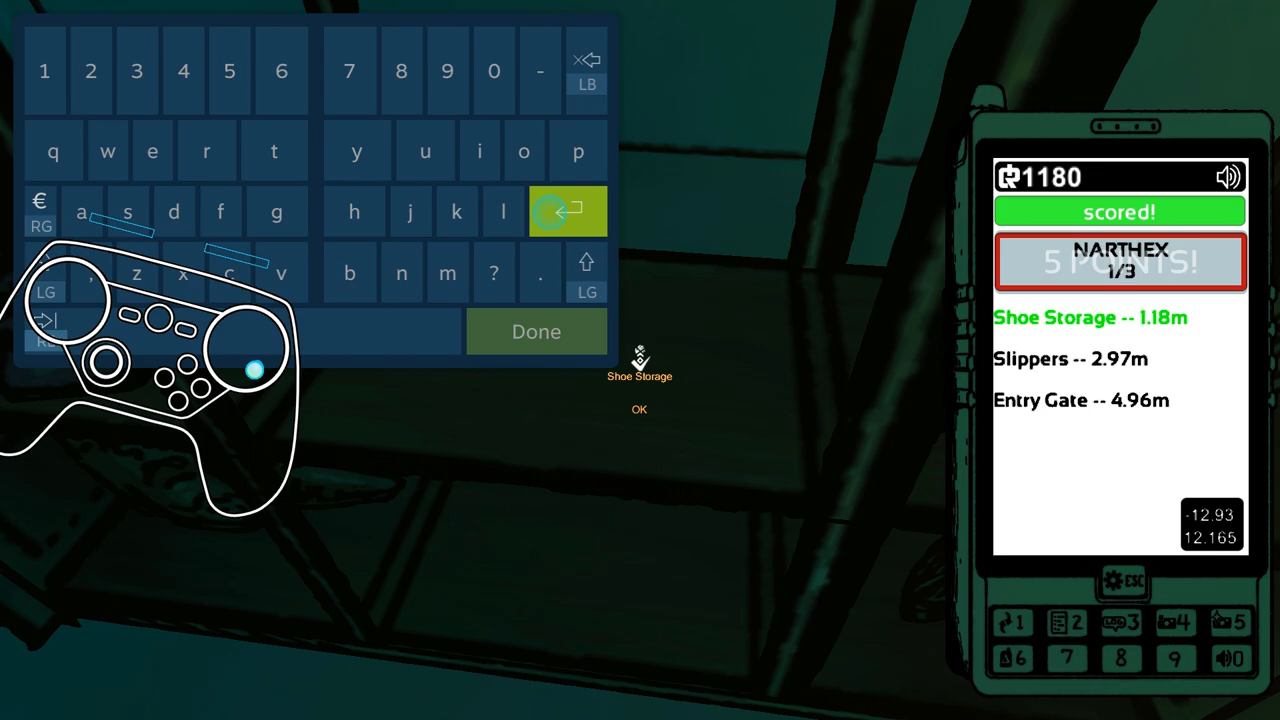 1 2 3 4 5 6 7 8 9 0 -
LB
q w e r t y u i o p
€ a s d f g h j k l
RG
, z x c v b n m ? .
LG LG
Done
Shoe Storage
OK
1180
scored!
5 POINTS!
NARTHEX
1/3
Shoe Storage -- 1.18m
Slippers -- 2.97m
Entry Gate -- 4.96m
-12.93
12.165
ESC
1 2 LOG 3 4 5
6 7 8 9 0